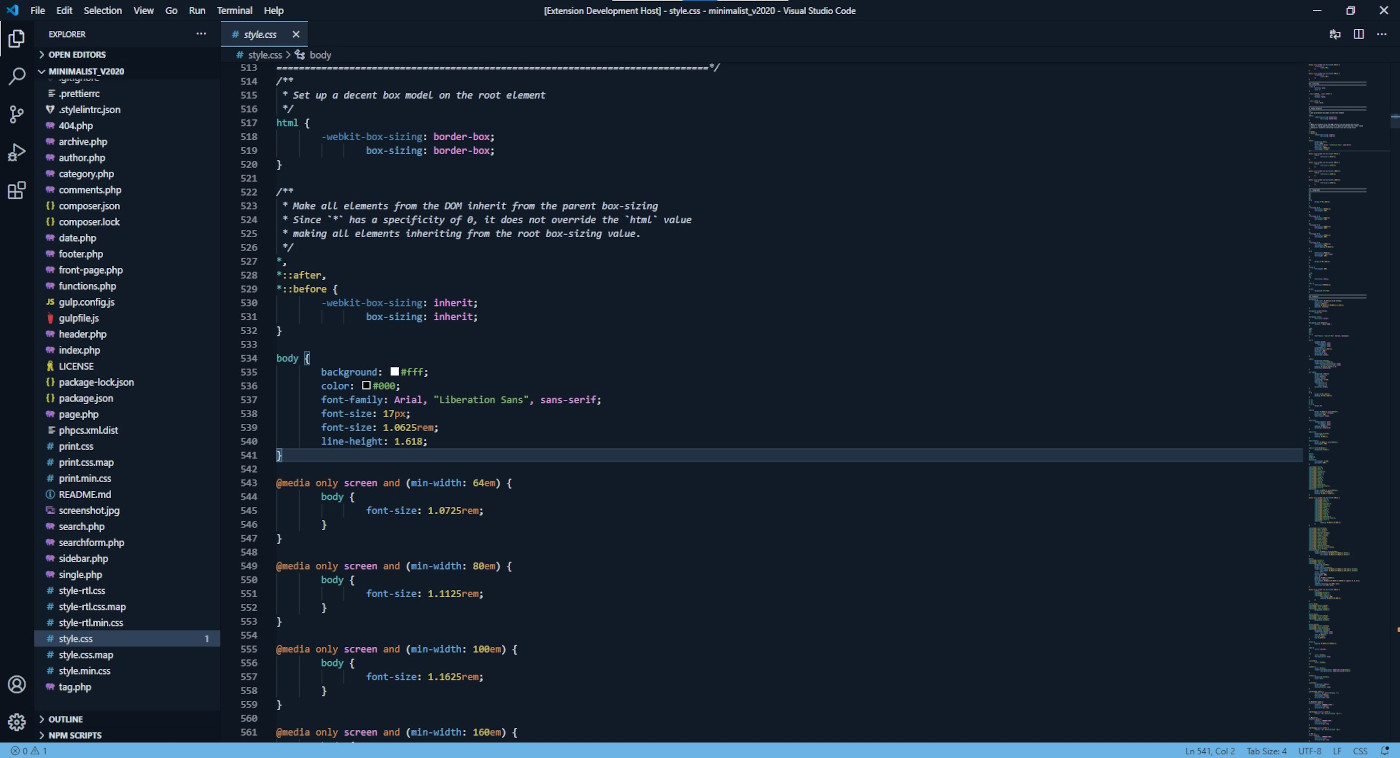 File Edit Selection View Go Run Terminal Help
[Extension Development Host] - style.css - minimalist_v2020 - Visual Studio Code
EXPLORER
OPEN EDITORS
MINIMALIST_V2020
.gitignore
.prettierrc
.stylelintrc.json
404.php
archive.php
author.php
category.php
comments.php
composer.json
composer.lock
date.php
footer.php
front-page.php
functions.php
gulp.config.js
gulpfile.js
header.php
index.php
LICENSE
package-lock.json
package.json
page.php
phpcs.xml.dist
print.css
print.css.map
print.min.css
README.md
screenshot.jpg
search.php
searchform.php
sidebar.php
single.php
style-rtl.css
style-rtl.css.map
style-rtl.min.css
style.css 1
style.css.map
style.min.css
tag.php
OUTLINE
NPM SCRIPTS
# style.css
# style.css > body
513 ============================================================================*/
514 /**
515 * Set up a decent box model on the root element
516 */
517 html {
518 -webkit-box-sizing: border-box;
519 box-sizing: border-box;
520 }
521
522 /**
523 * Make all elements from the DOM inherit from the parent box-sizing
524 * Since `*` has a specificity of 0, it does not override the `html` value
525 * making all elements inheriting from the root box-sizing value.
526 */
527 *,
528 *::after,
529 *::before {
530 -webkit-box-sizing: inherit;
531 box-sizing: inherit;
532 }
533
534 body {
535 background: #fff;
536 color: #000;
537 font-family: Arial, "Liberation Sans", sans-serif;
538 font-size: 17px;
539 font-size: 1.0625rem;
540 line-height: 1.618;
541 }
542
543 @media only screen and (min-width: 64em) {
544 body {
545 font-size: 1.0725rem;
546 }
547 }
548
549 @media only screen and (min-width: 80em) {
550 body {
551 font-size: 1.1125rem;
552 }
553 }
554
555 @media only screen and (min-width: 100em) {
556 body {
557 font-size: 1.1625rem;
558 }
559 }
560
561 @media only screen and (min-width: 160em) {
0 1
Ln 541, Col 2 Tab Size: 4 UTF-8 LF CSS